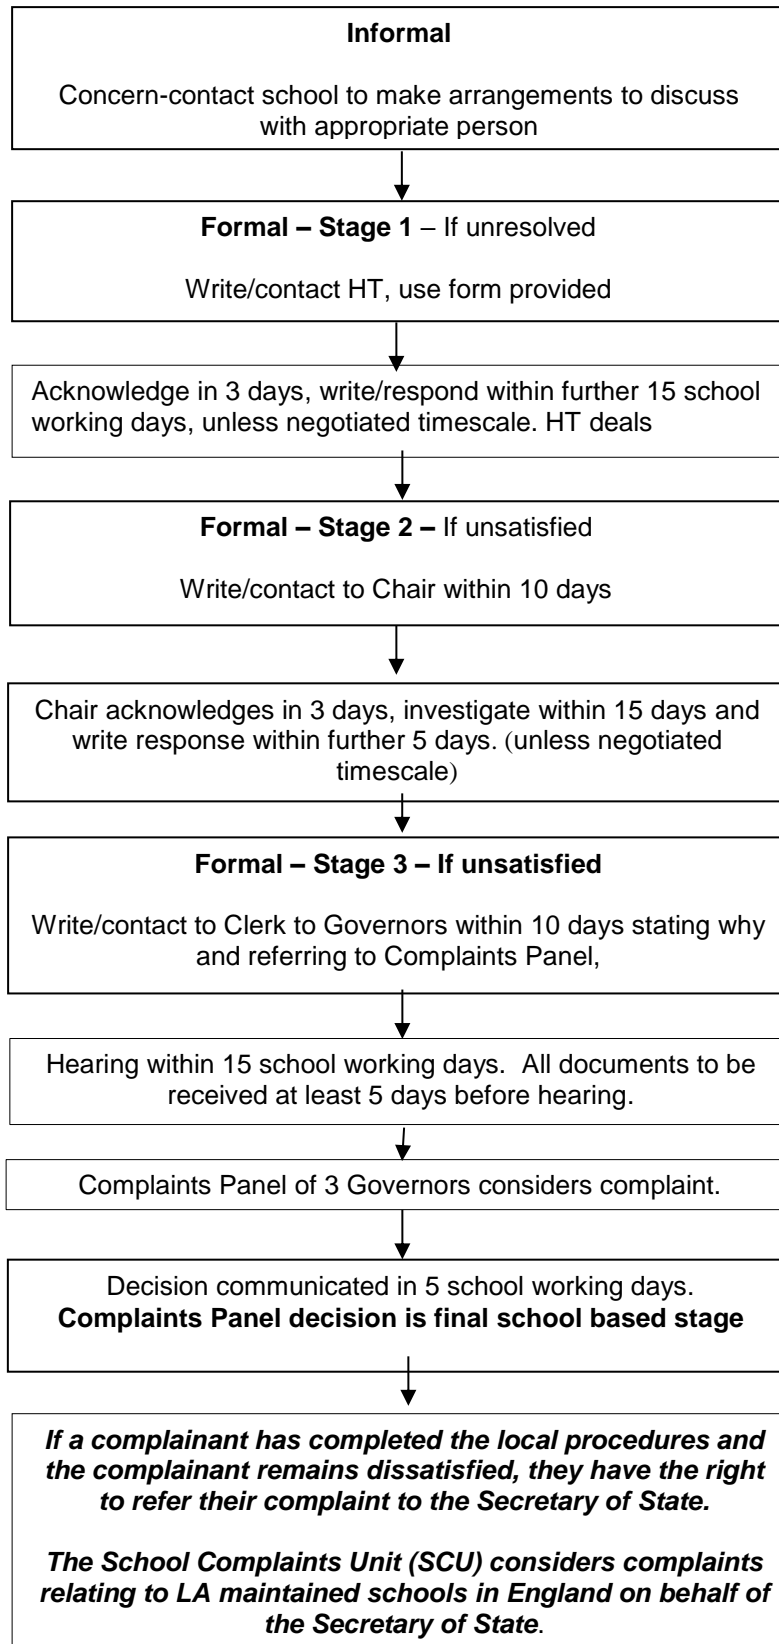 Informal
Concern-contact school to make arrangements to discuss
with appropriate person
Formal – Stage 1 – If unresolved
Write/contact HT, use form provided
Acknowledge in 3 days, write/respond within further 15 school
working days, unless negotiated timescale. HT deals
Formal – Stage 2 – If unsatisfied
Write/contact to Chair within 10 days
Chair acknowledges in 3 days, investigate within 15 days and
write response within further 5 days. (unless negotiated
timescale)
Formal – Stage 3 – If unsatisfied
Write/contact to Clerk to Governors within 10 days stating why
and referring to Complaints Panel,
Hearing within 15 school working days.  All documents to be
received at least 5 days before hearing.
Complaints Panel of 3 Governors considers complaint.
Decision communicated in 5 school working days.
Complaints Panel decision is final school based stage
If a complainant has completed the local procedures and
the complainant remains dissatisfied, they have the right
to refer their complaint to the Secretary of State.
The School Complaints Unit (SCU) considers complaints
relating to LA maintained schools in England on behalf of
the Secretary of State.